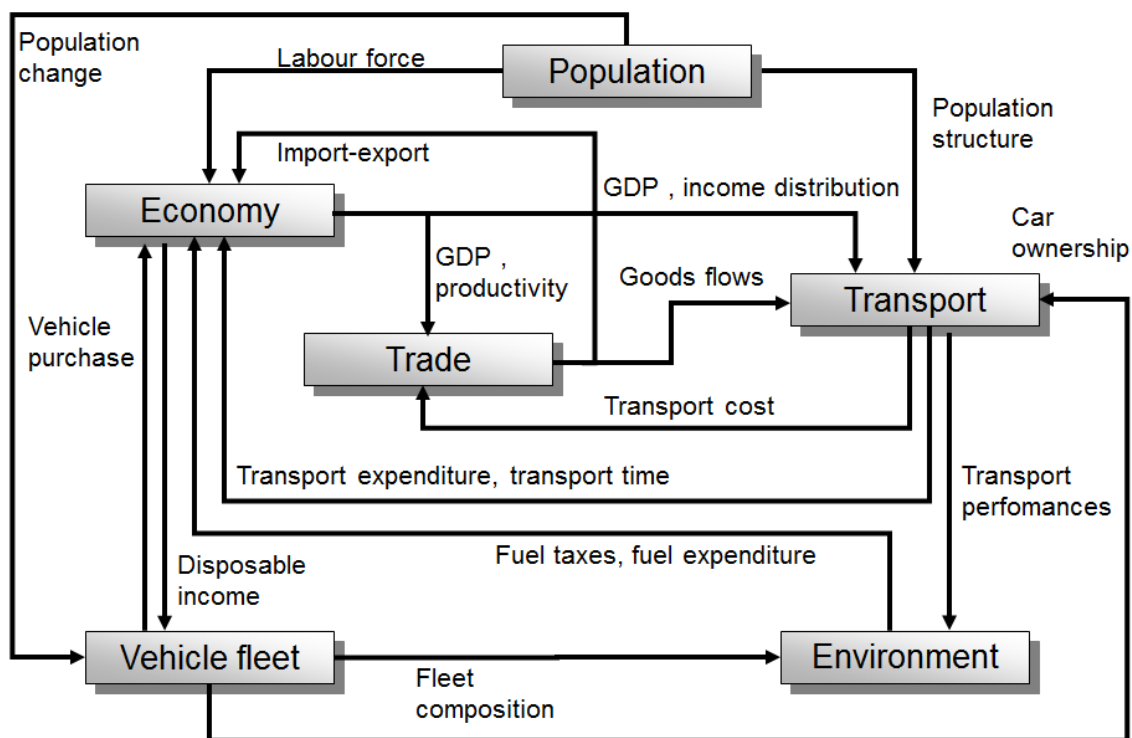 Population
change
Labour force
Population
Population
structure
Import-export
Economy
GDP , income distribution
Car
ownership
GDP ,
productivity
Goods flows
Transport
Vehicle
purchase
Trade
Transport cost
Transport expenditure, transport time
Transport
perfomances
Fuel taxes, fuel expenditure
Disposable
income
Vehicle fleet
Environment
Fleet
composition